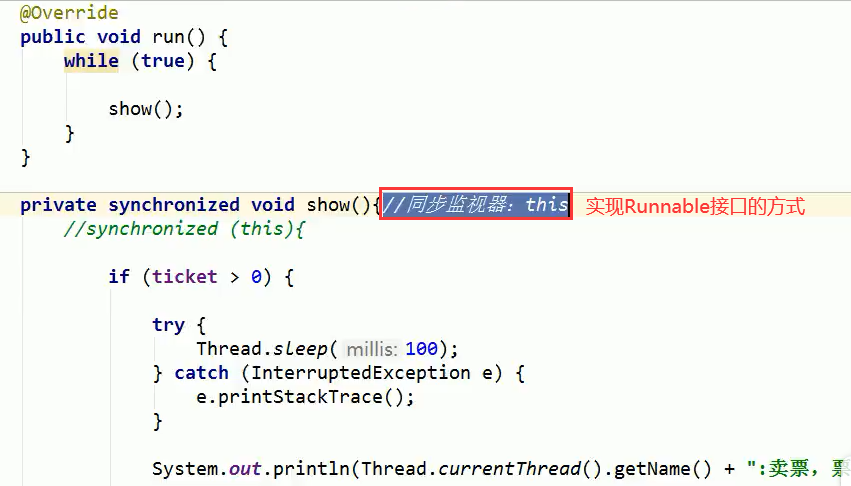 @Override
public void run() {
while (true) {
show();
}
}
private synchronized void show(){//同步监视器：this 实现Runnable接口的方式
//synchronized (this){
if (ticket > 0) {
try {
Thread.sleep( millis: 100);
} catch (InterruptedException e) {
e.printStackTrace();
}
System.out.println(Thread.currentThread().getName() + ":卖票，票